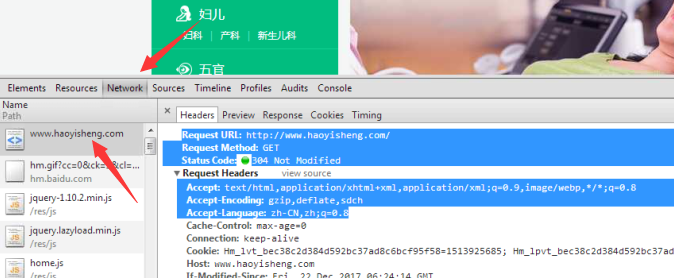 妇儿
妇科 | 产科 | 新生儿科
五官
Elements Resources Network Sources Timeline Profiles Audits Console
Name
Path
www.haoyisheng.com
hm.gif?cc=0&ck=
hm.baidu.com
jquery-1.10.2.min.js
/res/js
jquery.lazyload.min.js
/res/js
home.js
/res/js
× Headers Preview Response Cookies Timing
Request URL: http://www.haoyisheng.com/
Request Method: GET
Status Code: 304 Not Modified
▼ Request Headers view source
Accept: text/html,application/xhtml+xml,application/xml;q=0.9,image/webp,*/*;q=0.8
Accept-Encoding: gzip,deflate,sdch
Accept-Language: zh-CN,zh;q=0.8
Cache-Control: max-age=0
Connection: keep-alive
Cookie: Hm_lvt_bec38c2d384d592bc37ad8c6bcf95f58=1513925685; Hm_lpvt_bec38c2d384d592bc37ad8
Host: www.haoyisheng.com
If-Modified-Since: Fri, 22 Dec 2017 06:24:14 GMT